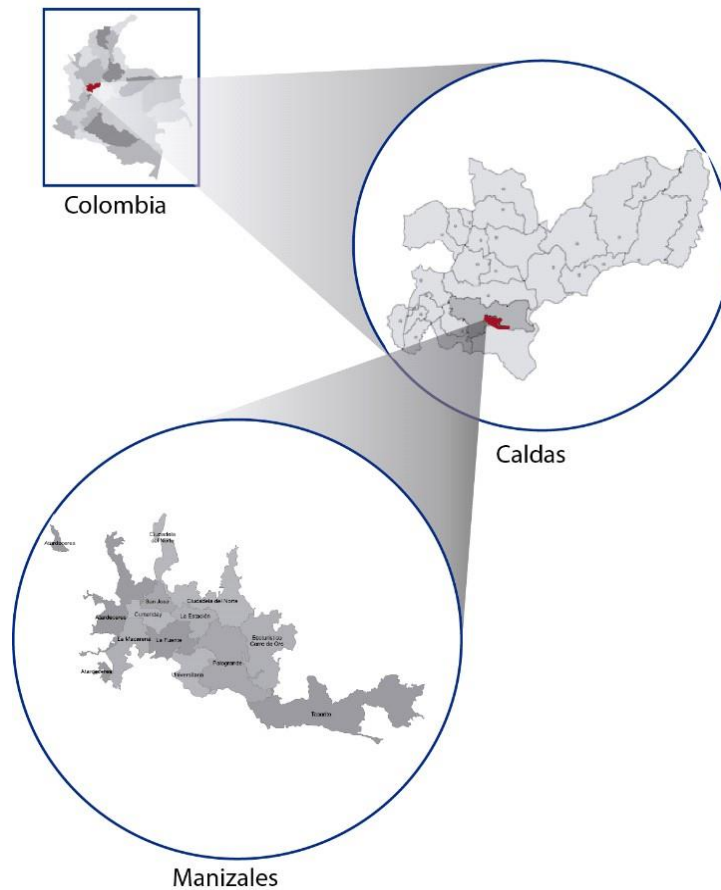 Colombia
Caldas
Ciudadela
del Norte
Atardeceres
San José
Ciudadela del Norte
Atardeceres
Cumanday
La Estación
La Macarena
La Fuente
Ecoturístico
Cerro de Oro
Palogrande
Atardeceres
Universitaria
Tesorito
Manizales